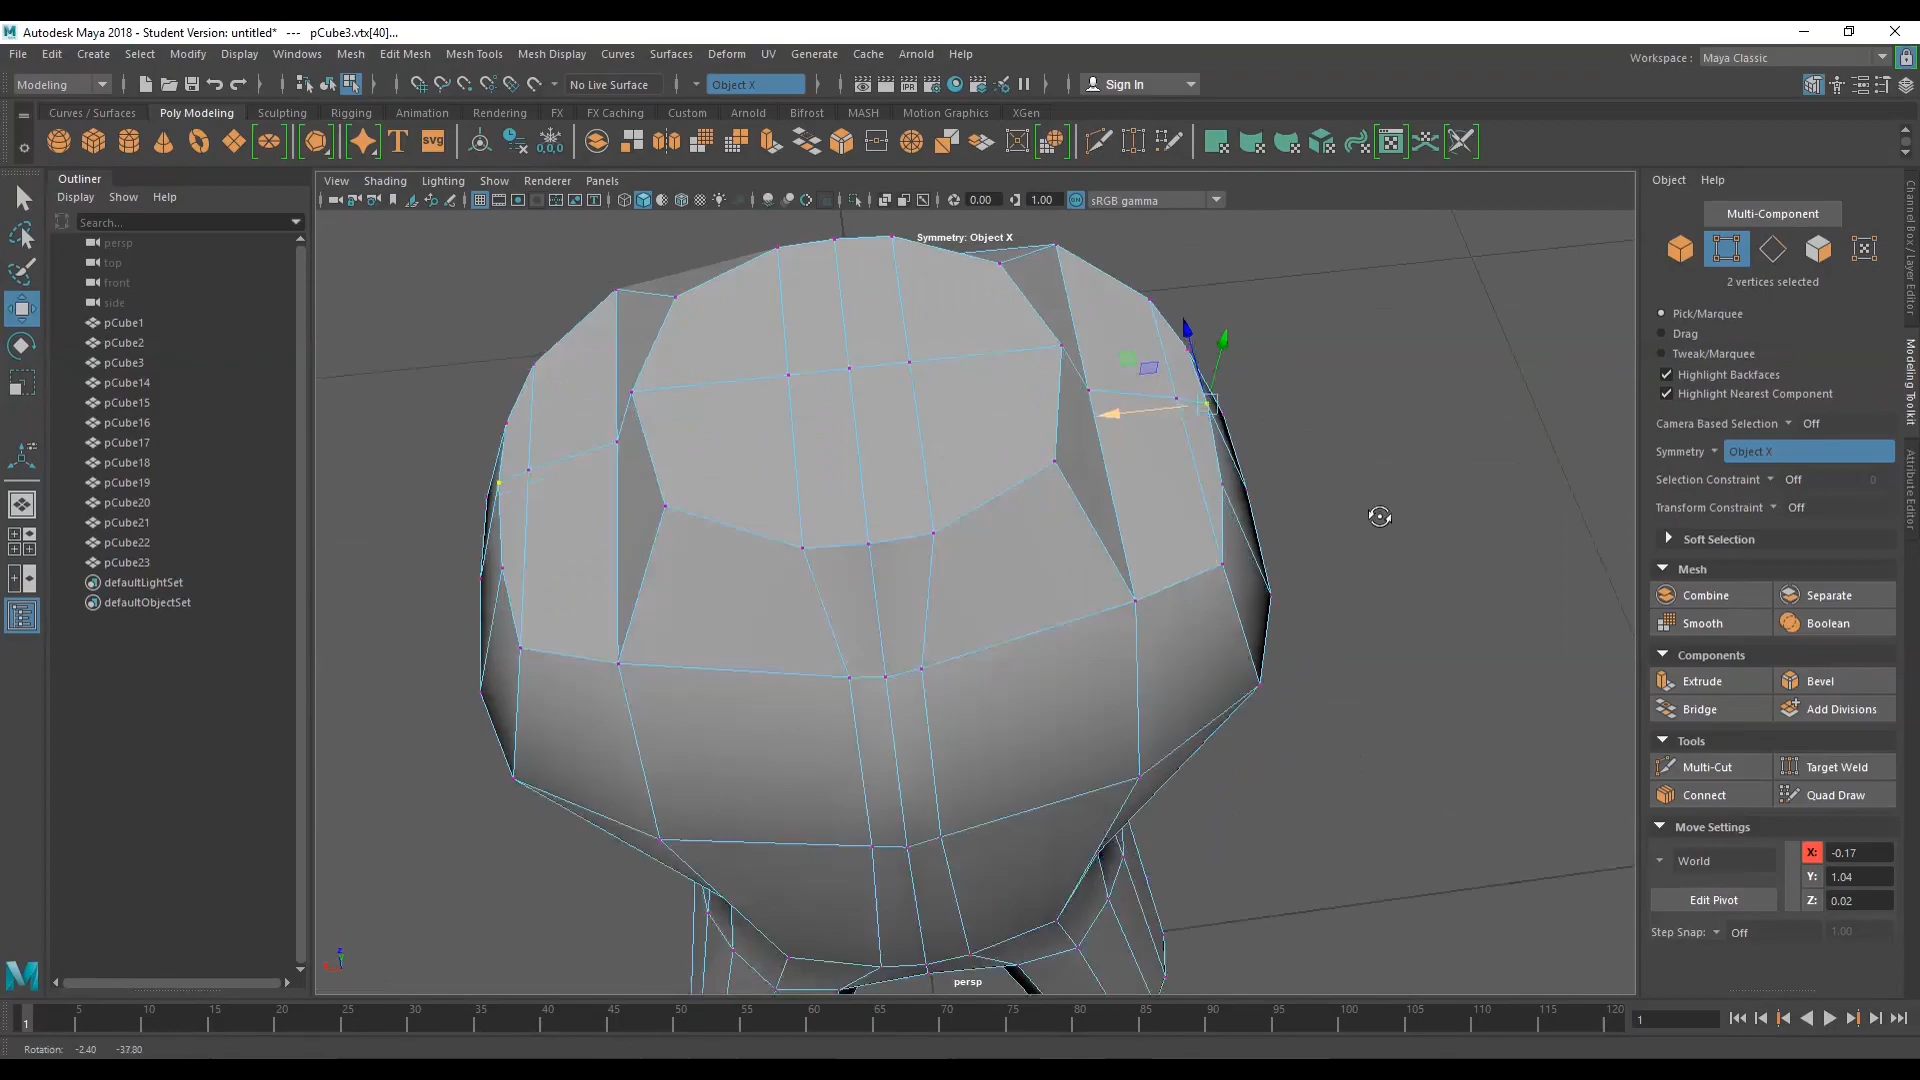 Autodesk Maya 2018 - Student Version: untitled*   ---   pCube3.vtx[40]...
File Edit Create Select Modify Display Windows Mesh Edit Mesh Mesh Tools Mesh Display Curves Surfaces Deform UV Generate Cache Arnold Help
Workspace : Maya Classic
Modeling No Live Surface Object X Sign In
Curves / Surfaces Poly Modeling Sculpting Rigging Animation Rendering FX FX Caching Custom Arnold Bifrost MASH Motion Graphics XGen
T svg 0,0,0
Outliner
Display Show Help
Search...
persp
top
front
side
pCube1
pCube2
pCube3
pCube14
pCube15
pCube16
pCube17
pCube18
pCube19
pCube20
pCube21
pCube22
pCube23
defaultLightSet
defaultObjectSet
View Shading Lighting Show Renderer Panels
0.00 1.00 sRGB gamma
Symmetry: Object X
persp
Object Help
Multi-Component
2 vertices selected
Pick/Marquee
Drag
Tweak/Marquee
Highlight Backfaces
Highlight Nearest Component
Camera Based Selection Off
Symmetry Object X
Selection Constraint Off 0
Transform Constraint Off
Soft Selection
Mesh
Combine Separate
Smooth Boolean
Components
Extrude Bevel
Bridge Add Divisions
Tools
Multi-Cut Target Weld
Connect Quad Draw
Move Settings
World
X: -0.17
Y: 1.04
Edit Pivot
Z: 0.02
Step Snap: Off 1.00
Channel Box / Layer Editor
Modeling Toolkit
Attribute Editor
5 10 15 20 25 30 35 40 45 50 55 60 65 70 75 80 85 90 95 100 105 110 115 120
1
1
Rotation: -2.40 -37.80